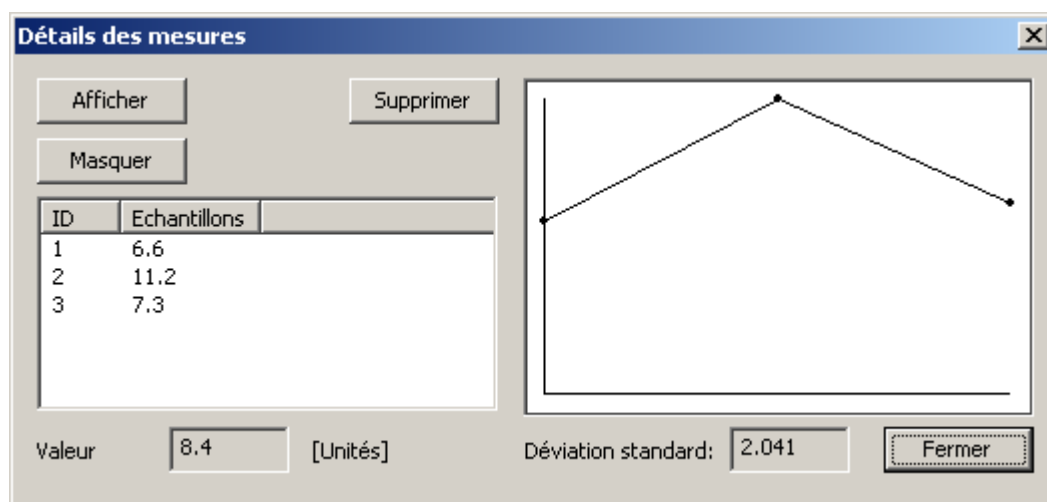 Détails des mesures
Afficher Supprimer
Masquer
ID Echantillons
1 6.6
2 11.2
3 7.3
Valeur 8.4 [Unités] Déviation standard: 2.041 Fermer